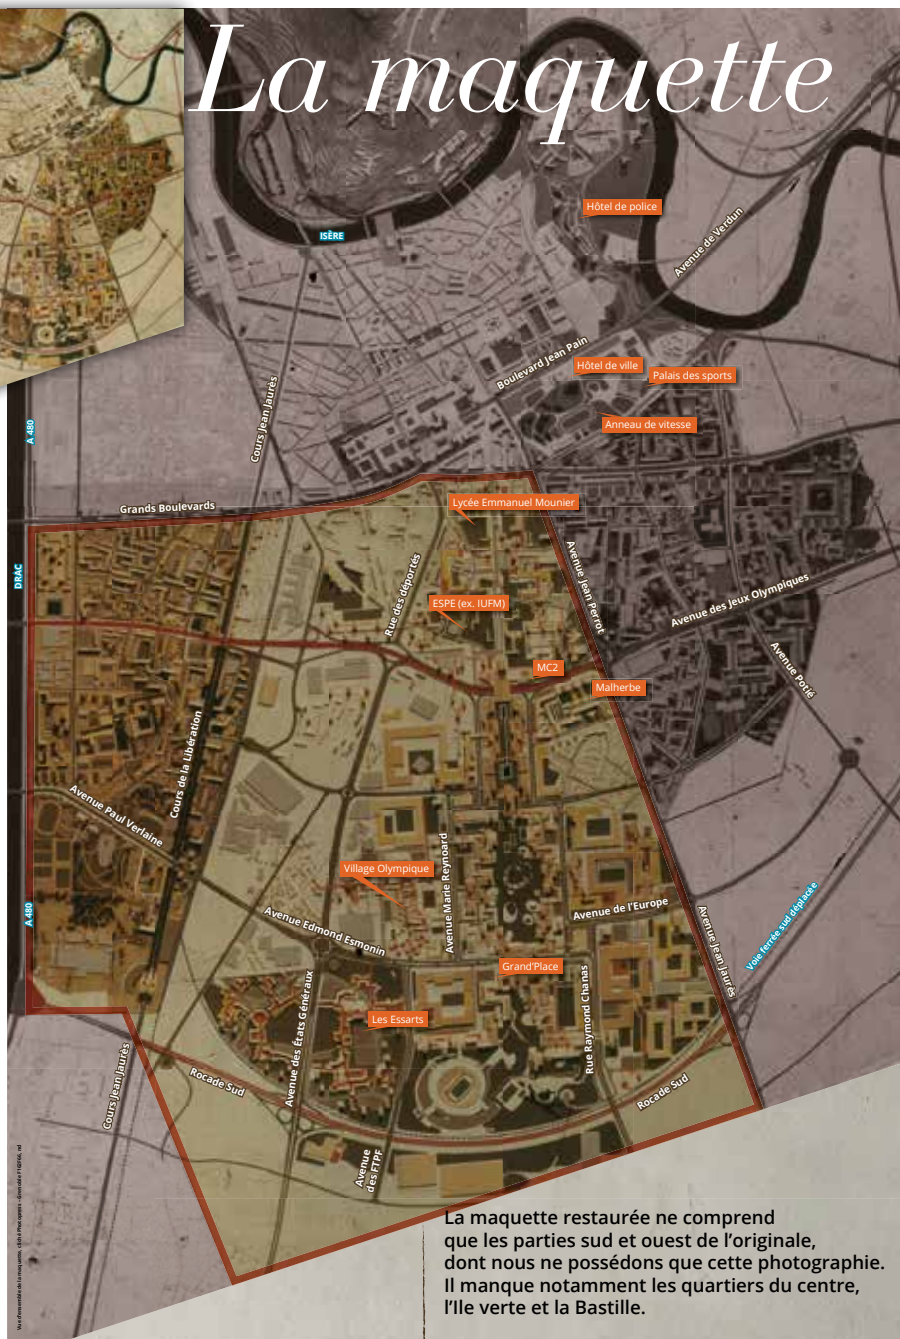 La maquette
Hôtel de police
ISÈRE
Avenue de Verdun
Boulevard Jean Pain
Hôtel de ville
Palais des sports
Cours Jean Jaurès
A 480
Anneau de vitesse
Grands Boulevards
Lycée Emmanuel Mounier
DRAC
Rue des déportés
Avenue Jean Perrot
ESPE (ex. IUFM)
Avenue des Jeux Olympiques
MC2
Malherbe
Avenue Potié
Cours de la Libération
Avenue Paul Verlaine
Village Olympique
Avenue Marie Reynoard
A 480
Avenue Edmond Esmonin
Avenue de l'Europe
Avenue Jean Jaurès
Voie ferrée sud déplacée
Grand'Place
Avenue des États Généraux
Les Essarts
Rue Raymond Chanas
Cours Jean Jaurès
Rocade Sud
Rocade Sud
Avenue
des FTPF
La maquette restaurée ne comprend
que les parties sud et ouest de l'originale,
dont nous ne possédons que cette photographie.
Il manque notamment les quartiers du centre,
l'Ile verte et la Bastille.